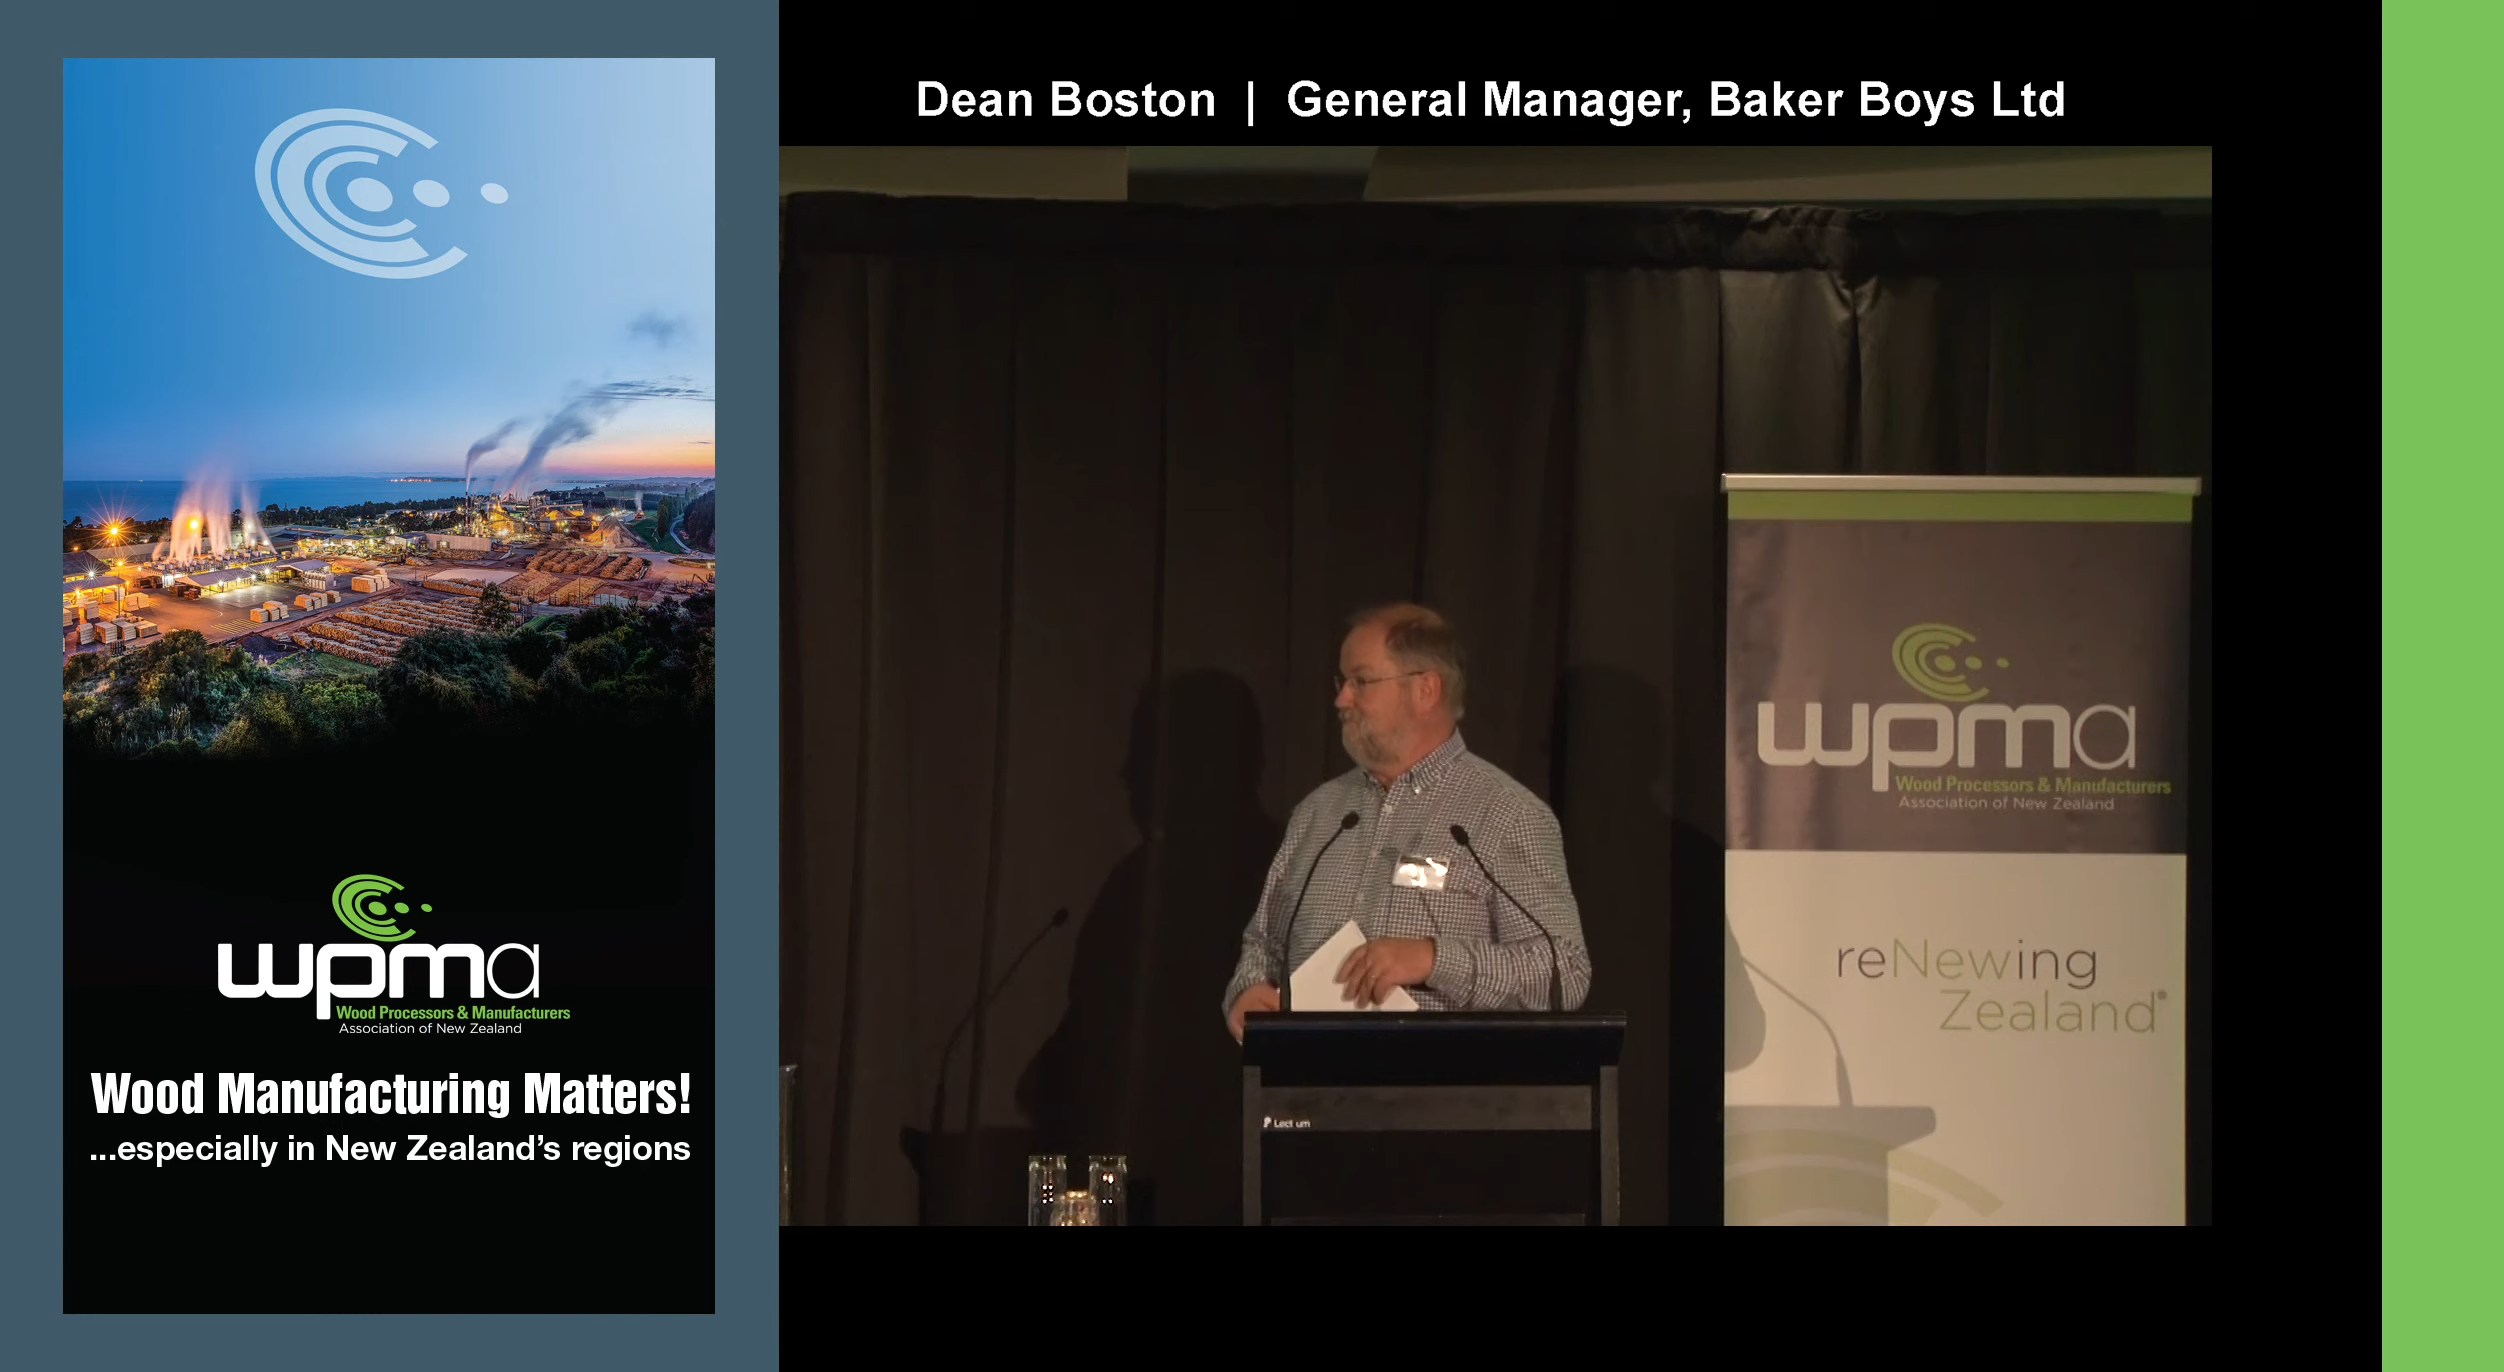 Dean Boston | General Manager, Baker Boys Ltd
wpma
Wood Processors & Manufacturers
Association of New Zealand
Wood Manufacturing Matters!
...especially in New Zealand's regions
wpma
Wood Processors & Manufacturers
Association of New Zealand
reNewing
Zealand®